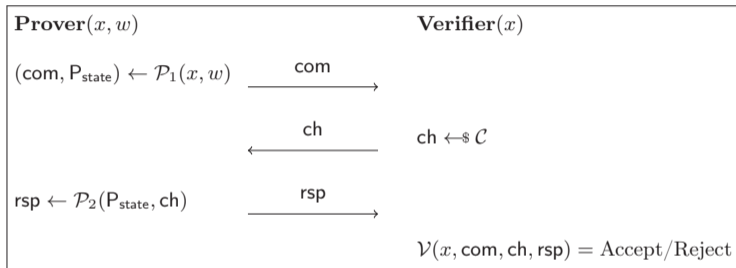 Prover(x, w) Verifier(x)
(com, P_state) ← P_1(x, w) com
ch ch ←$ C
rsp ← P_2(P_state, ch) rsp
V(x, com, ch, rsp) = Accept/Reject